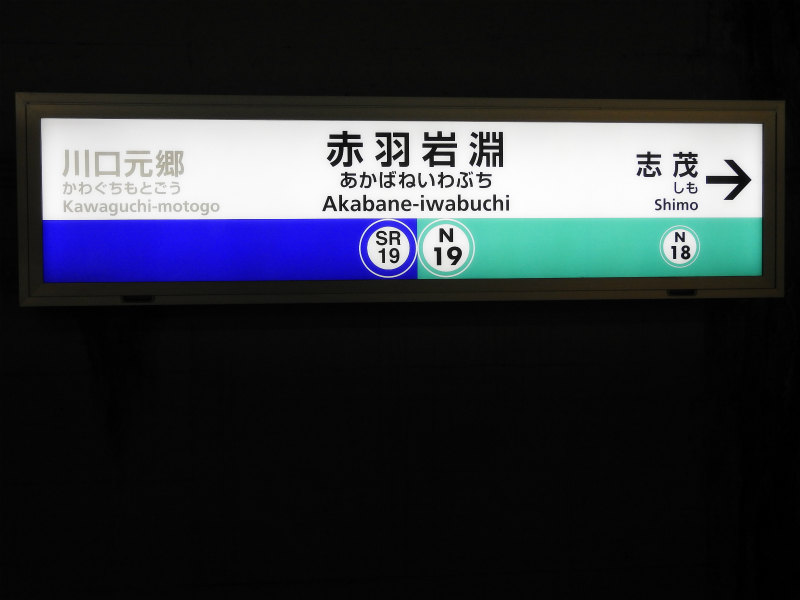 川口元郷
かわぐちもとごう
Kawaguchi-motogo
赤羽岩淵
あかばねいわぶち
Akabane-iwabuchi
志茂
しも
Shimo
→
SR
19
N
19
N
18